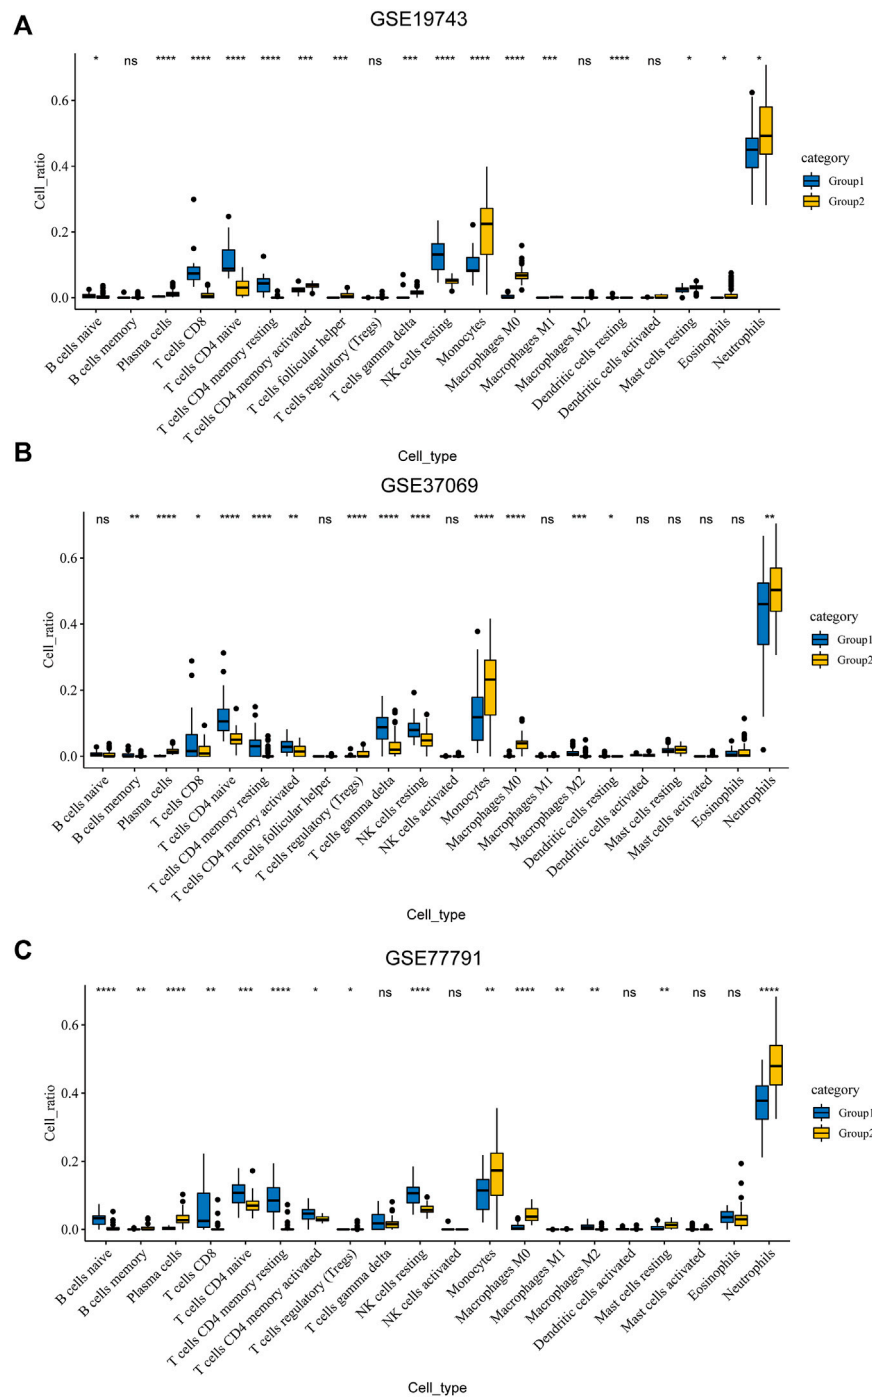 A
GSE19743
* ns **** **** **** **** *** *** ns *** **** **** **** *** ns **** ns * * *
0.6
0.4
0.2
0.0
Cell_ratio
category
Group1
Group2
B cells naive
B cells memory
Plasma cells
T cells CD8
T cells CD4 naive
T cells CD4 memory resting
T cells CD4 memory activated
T cells follicular helper
T cells regulatory (Tregs)
T cells gamma delta
NK cells resting
Monocytes
Macrophages M0
Macrophages M1
Macrophages M2
Dendritic cells resting
Dendritic cells activated
Mast cells resting
Eosinophils
Neutrophils
Cell_type
B
GSE37069
ns ** **** * **** **** ** ns **** **** **** ns **** **** ns *** * ns ns ns ns **
0.6
0.4
0.2
0.0
Cell_ratio
category
Group1
Group2
B cells naive
B cells memory
Plasma cells
T cells CD8
T cells CD4 naive
T cells CD4 memory resting
T cells CD4 memory activated
T cells follicular helper
T cells regulatory (Tregs)
T cells gamma delta
NK cells resting
NK cells activated
Monocytes
Macrophages M0
Macrophages M1
Macrophages M2
Dendritic cells resting
Dendritic cells activated
Mast cells resting
Mast cells activated
Eosinophils
Neutrophils
Cell_type
C
GSE77791
**** ** **** ** *** **** * * ns **** ns ** **** ** ** ns ** ns ns ****
0.6
0.4
0.2
0.0
Cell_ratio
category
Group1
Group2
B cells naive
B cells memory
Plasma cells
T cells CD8
T cells CD4 naive
T cells CD4 memory resting
T cells CD4 memory activated
T cells regulatory (Tregs)
T cells gamma delta
NK cells resting
NK cells activated
Monocytes
Macrophages M0
Macrophages M1
Macrophages M2
Dendritic cells activated
Mast cells resting
Mast cells activated
Eosinophils
Neutrophils
Cell_type